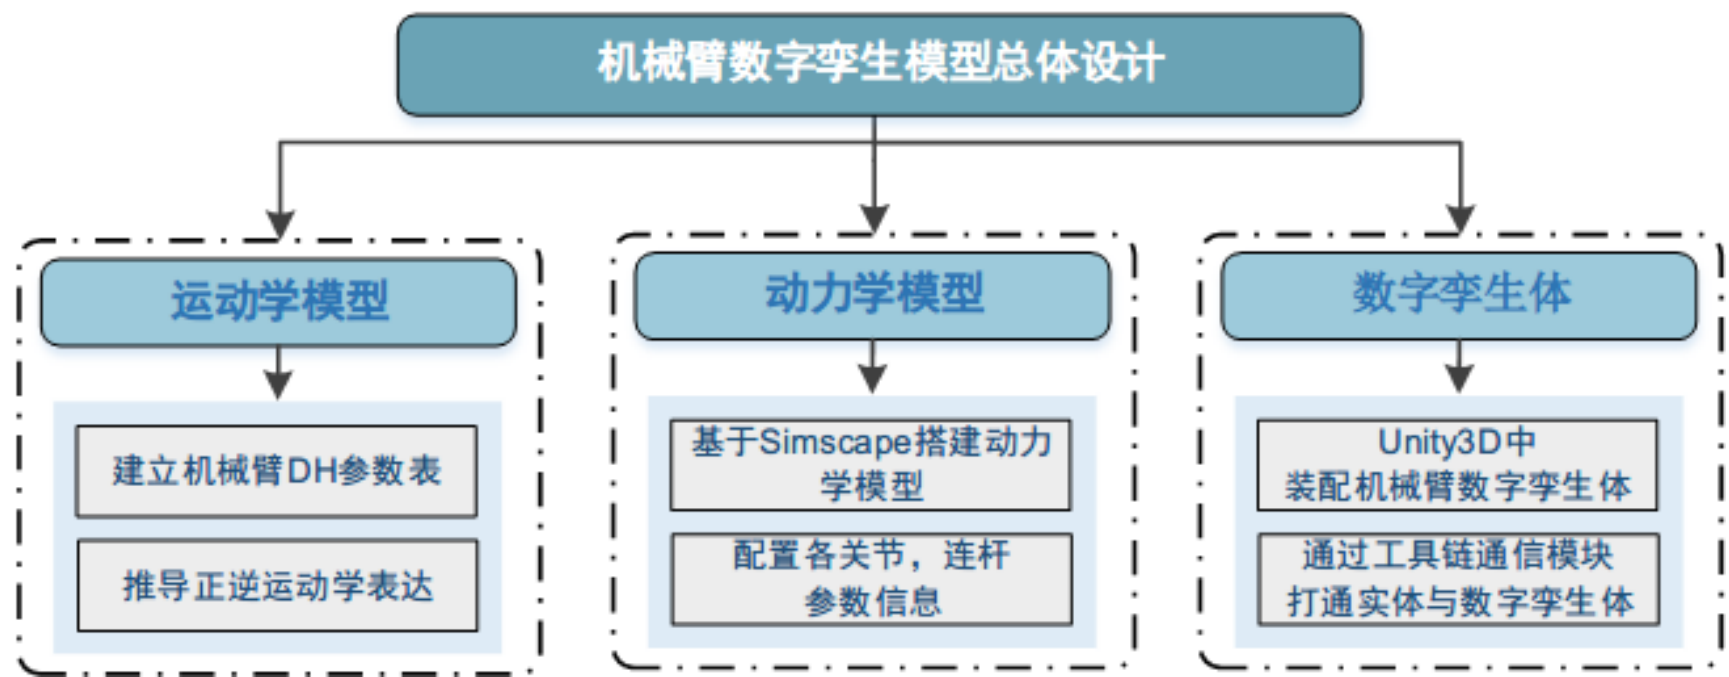 机械臂数字孪生模型总体设计
运动学模型
建立机械臂DH参数表
推导正逆运动学表达
动力学模型
基于Simscape搭建动力
学模型
配置各关节，连杆
参数信息
数字孪生体
Unity3D中
装配机械臂数字孪生体
通过工具链通信模块
打通实体与数字孪生体